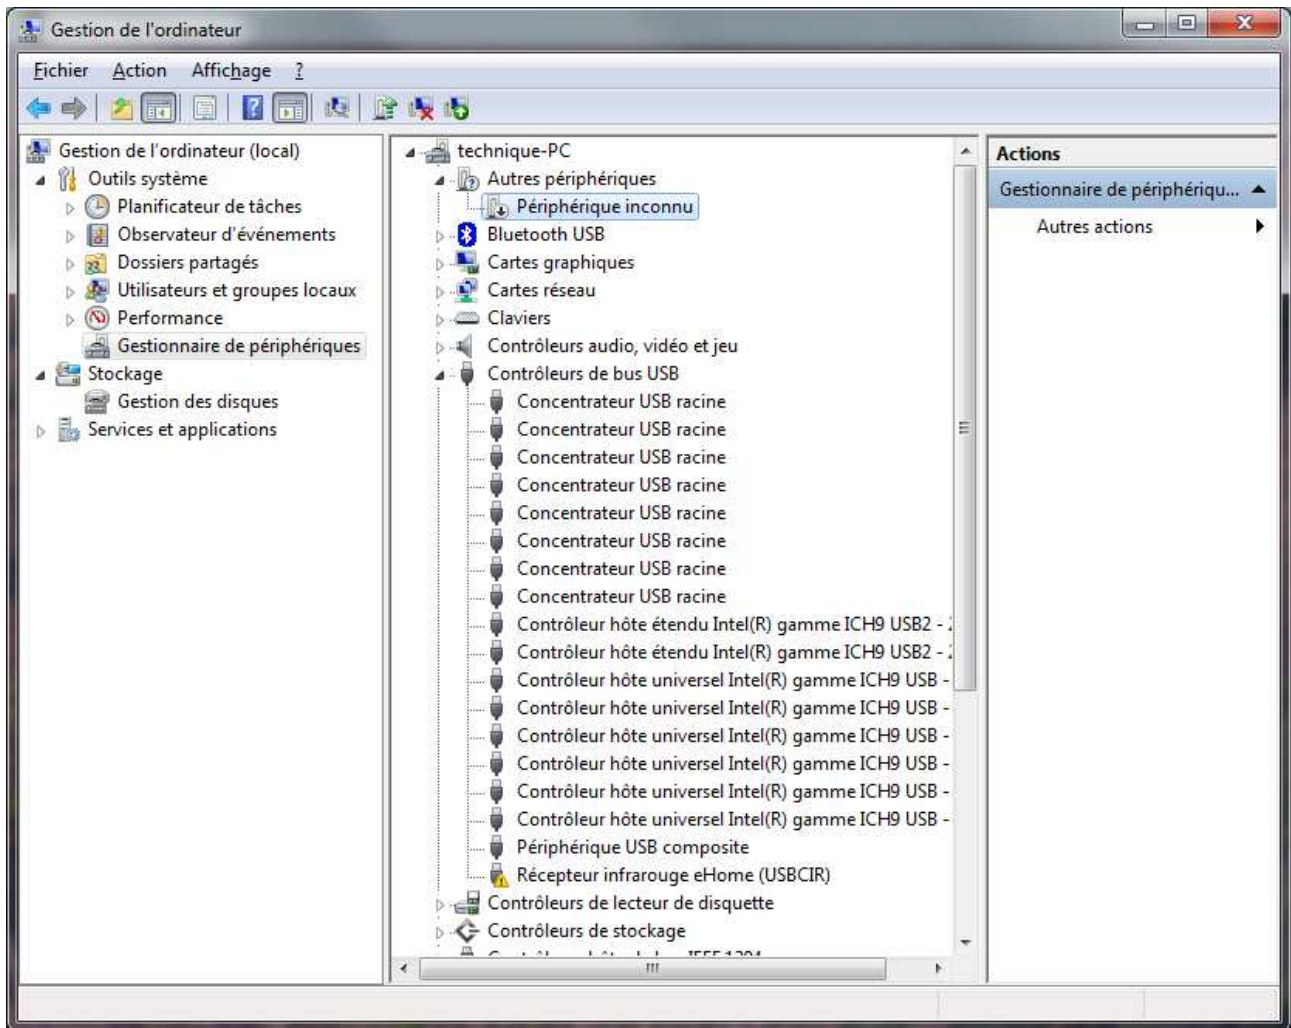 Gestion de l'ordinateur
Fichier Action Affichage ?
Gestion de l'ordinateur (local)
Outils système
Planificateur de tâches
Observateur d'événements
Dossiers partagés
Utilisateurs et groupes locaux
Performance
Gestionnaire de périphériques
Stockage
Gestion des disques
Services et applications
technique-PC
Autres périphériques
Périphérique inconnu
Bluetooth USB
Cartes graphiques
Cartes réseau
Claviers
Contrôleurs audio, vidéo et jeu
Contrôleurs de bus USB
Concentrateur USB racine
Concentrateur USB racine
Concentrateur USB racine
Concentrateur USB racine
Concentrateur USB racine
Concentrateur USB racine
Concentrateur USB racine
Concentrateur USB racine
Contrôleur hôte étendu Intel(R) gamme ICH9 USB2 -
Contrôleur hôte étendu Intel(R) gamme ICH9 USB2 -
Contrôleur hôte universel Intel(R) gamme ICH9 USB -
Contrôleur hôte universel Intel(R) gamme ICH9 USB -
Contrôleur hôte universel Intel(R) gamme ICH9 USB -
Contrôleur hôte universel Intel(R) gamme ICH9 USB -
Contrôleur hôte universel Intel(R) gamme ICH9 USB -
Contrôleur hôte universel Intel(R) gamme ICH9 USB -
Périphérique USB composite
Récepteur infrarouge eHome (USBCIR)
Contrôleurs de lecteur de disquette
Contrôleurs de stockage
Actions
Gestionnaire de périphériqu...
Autres actions